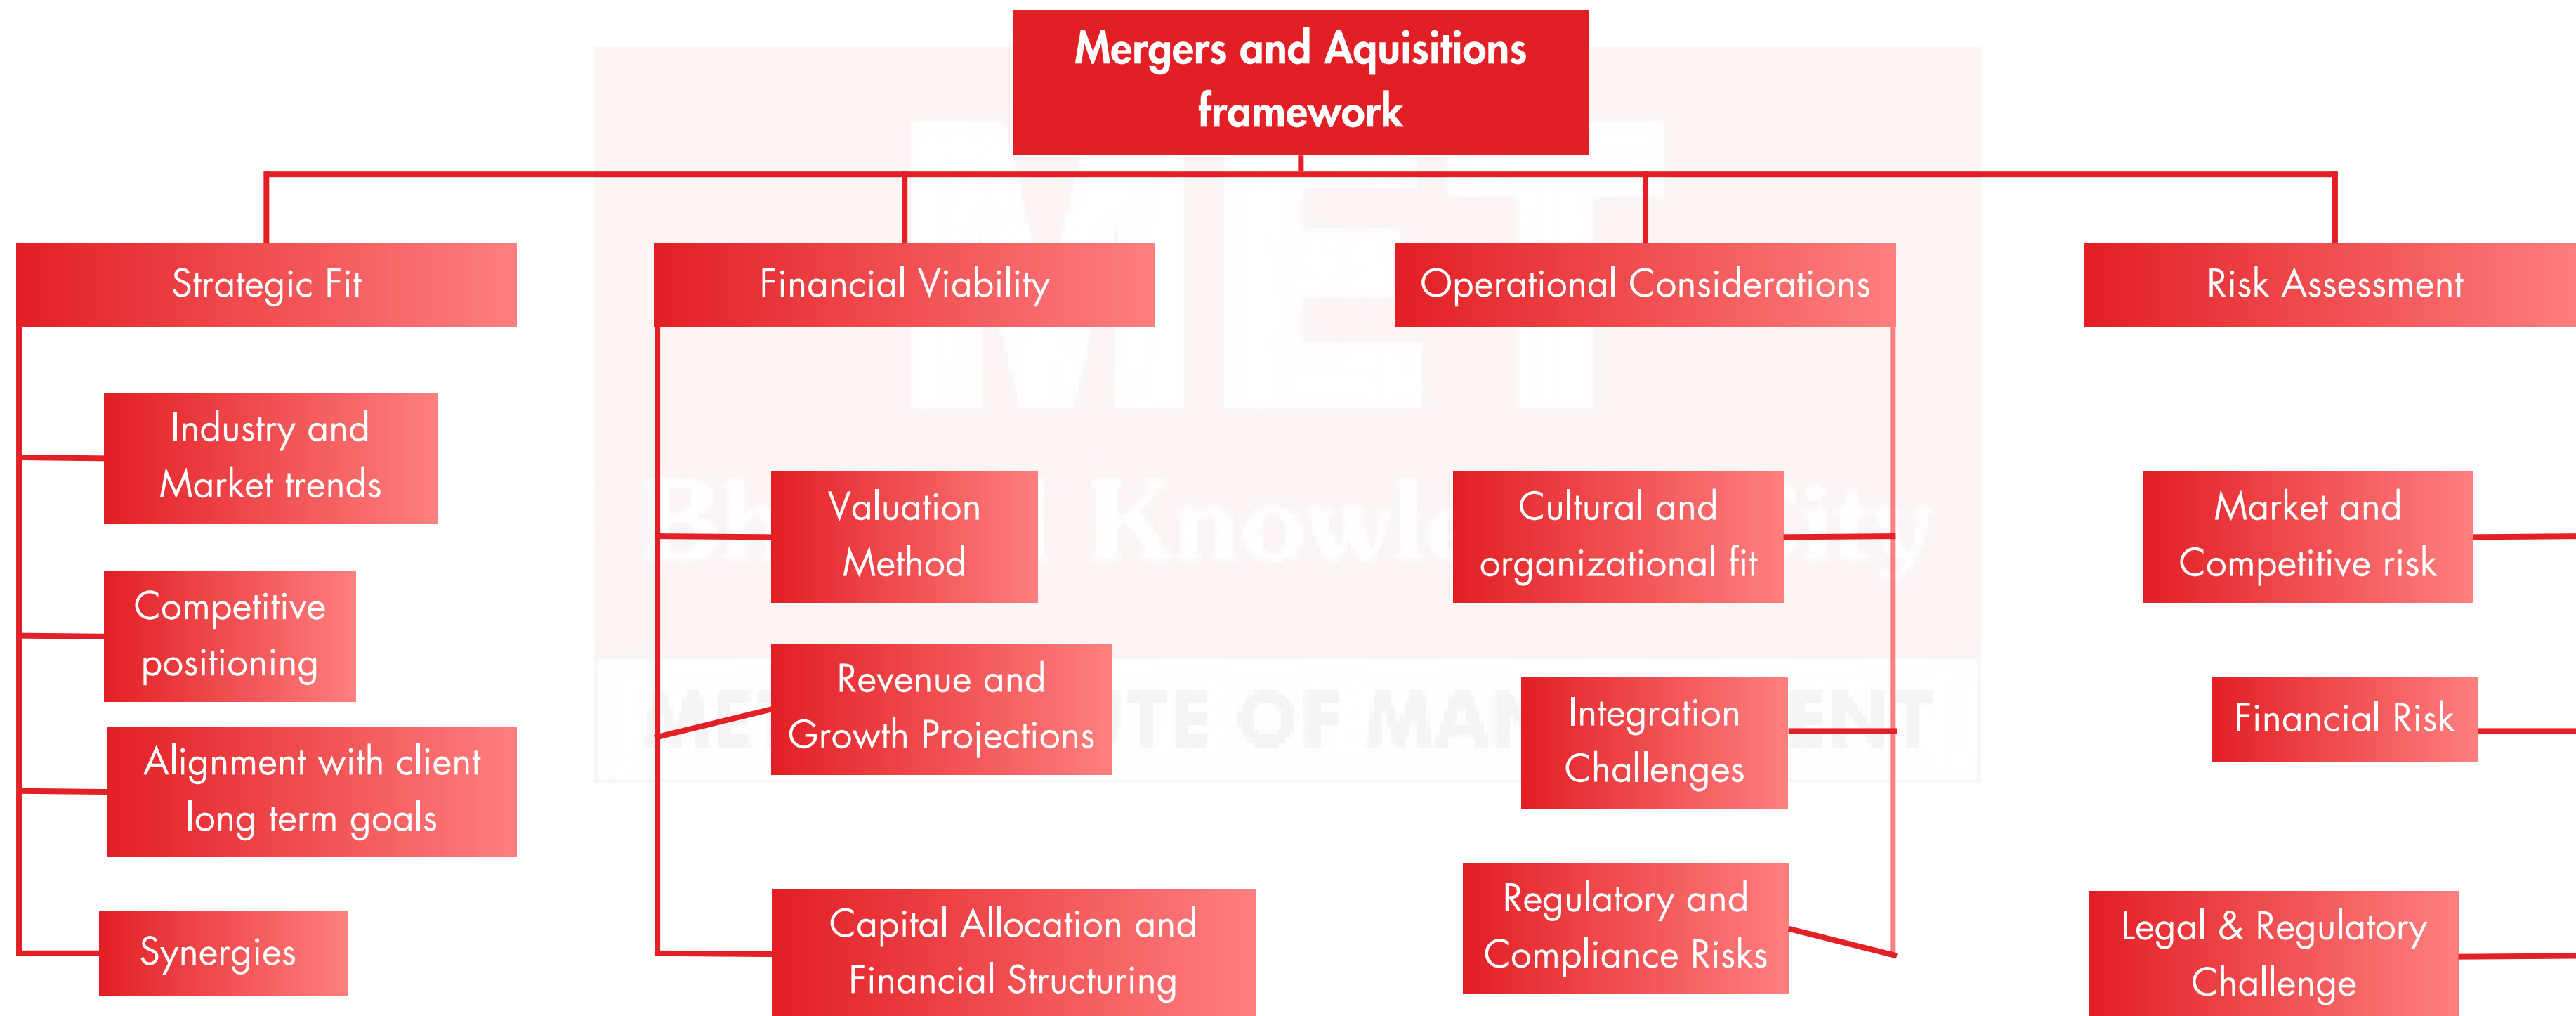 Mergers and Aquisitions
framework
Strategic Fit
Financial Viability
Operational Considerations
Risk Assessment
Industry and
Market trends
Competitive
positioning
Alignment with client
long term goals
Synergies
Valuation
Method
Revenue and
Growth Projections
Capital Allocation and
Financial Structuring
Cultural and
organizational fit
Integration
Challenges
Regulatory and
Compliance Risks
Market and
Competitive risk
Financial Risk
Legal & Regulatory
Challenge
MET